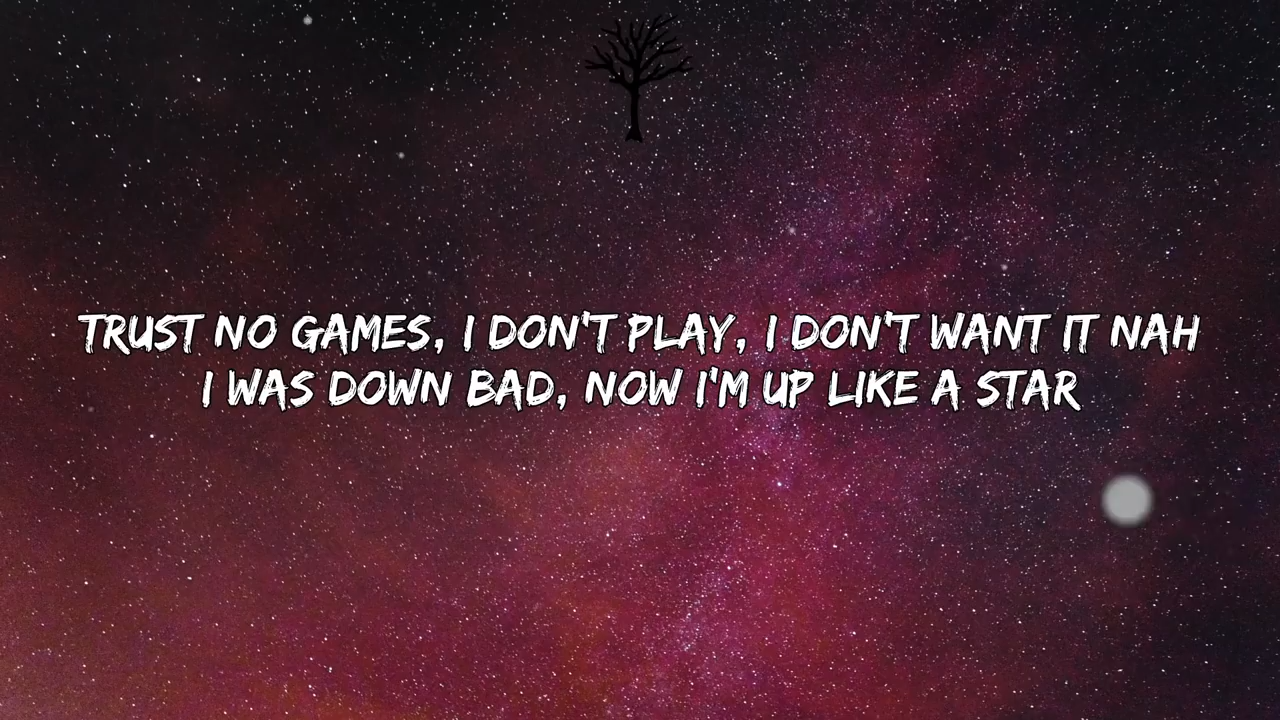 TRUST NO GAMES, I DON'T PLAY, I DON'T WANT IT NAH
I WAS DOWN BAD, NOW I'M UP LIKE A STAR